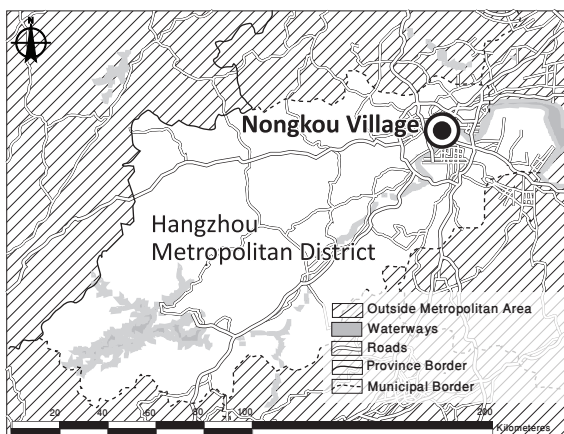 N
Nongkou Village
Hangzhou
Metropolitan District
Outside Metropolitan Area
Waterways
Roads
Province Border
Municipal Border
20 40 60 80 100 200
Kilometeres